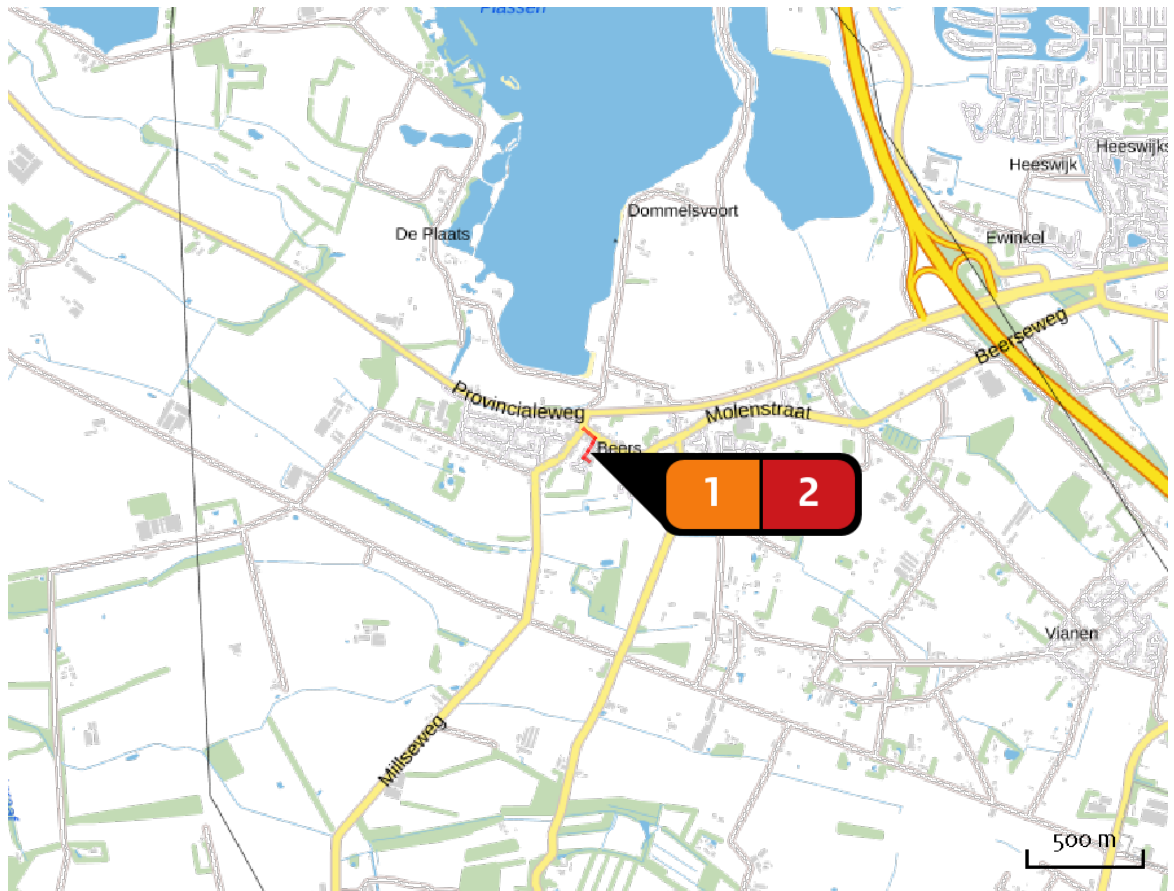 Plassen
Heeswijks
Heeswijk
Dommelsvoort
De Plaats
Ewinkel
Beerseweg
Provincialeweg
Molenstraat
Beers
1 2
Vianen
Millseweg
500 m